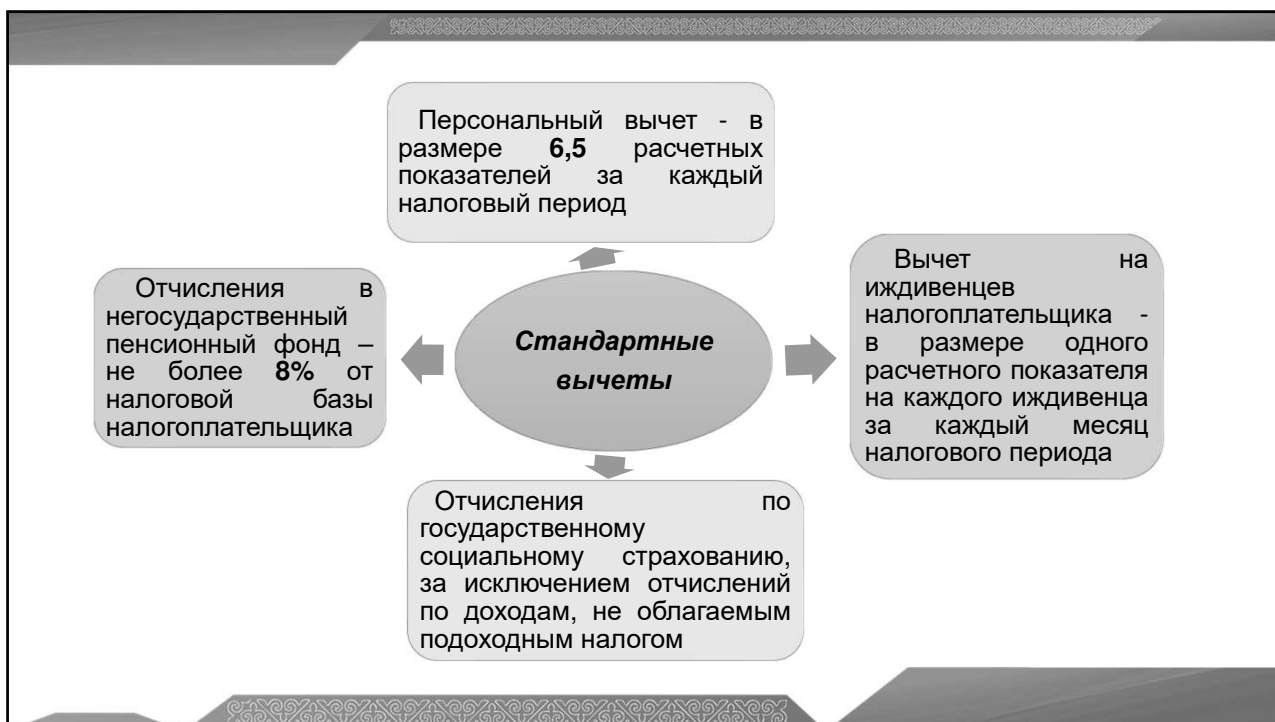 Персональный вычет - в
размере 6,5 расчетных
показателей за каждый
налоговый период
Отчисления в
негосударственный
пенсионный фонд –
не более 8% от
налоговой базы
налогоплательщика
Стандартные
вычеты
Вычет на
иждивенцев
налогоплательщика -
в размере одного
расчетного показателя
на каждого иждивенца
за каждый месяц
налогового периода
Отчисления по
государственному
социальному страхованию,
за исключением отчислений
по доходам, не облагаемым
подоходным налогом